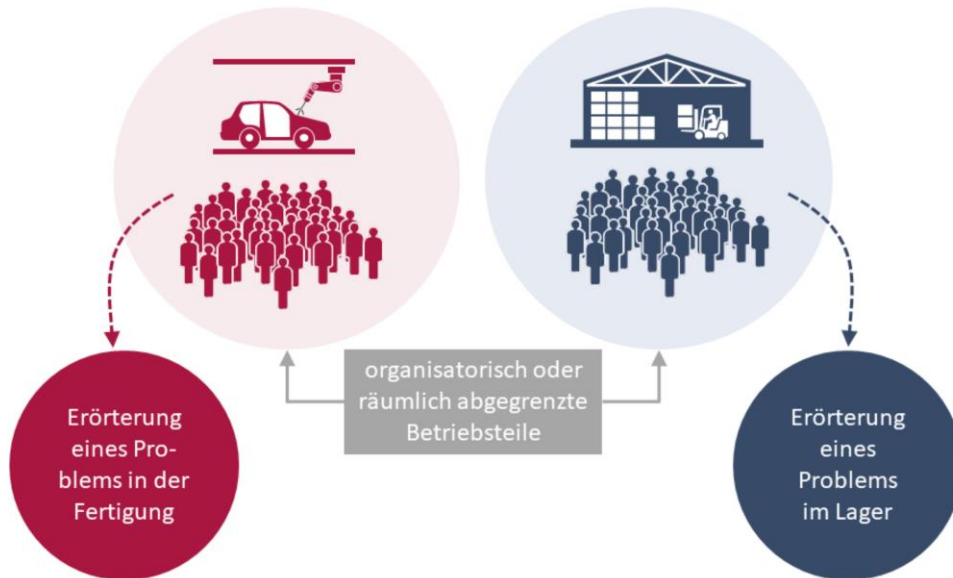 organisatorisch oder
räumlich abgegrenzte
Betriebsteile
Erörterung
eines Pro-
blems in der
Fertigung
Erörterung
eines
Problems
im Lager